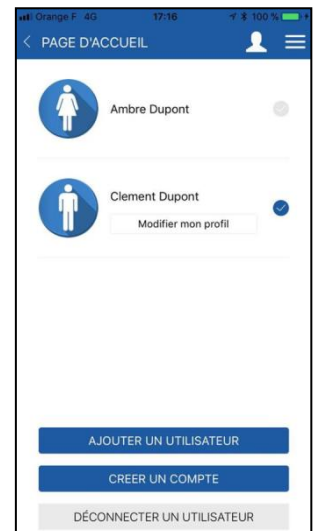 Orange F 4G 17:16 100 %
PAGE D'ACCUEIL
Ambre Dupont
Clement Dupont
Modifier mon profil
AJOUTER UN UTILISATEUR
CREER UN COMPTE
DÉCONNECTER UN UTILISATEUR